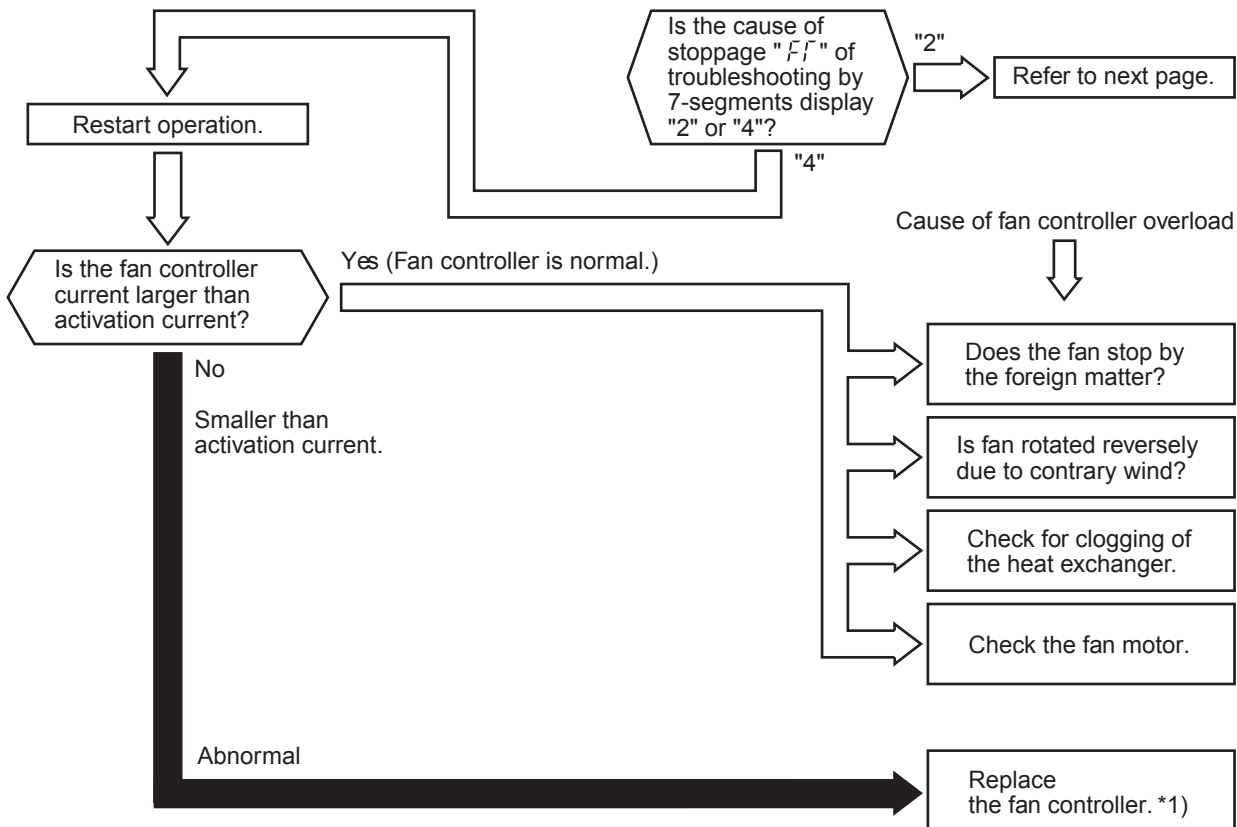 Is the cause of
stoppage "FT" of
troubleshooting by
7-segments display
"2" or "4"?
"2"
Refer to next page.
"4"
Restart operation.
Cause of fan controller overload
Is the fan controller
current larger than
activation current?
Yes (Fan controller is normal.)
No
Smaller than
activation current.
Does the fan stop by
the foreign matter?
Is fan rotated reversely
due to contrary wind?
Check for clogging of
the heat exchanger.
Check the fan motor.
Abnormal
Replace
the fan controller. *1)